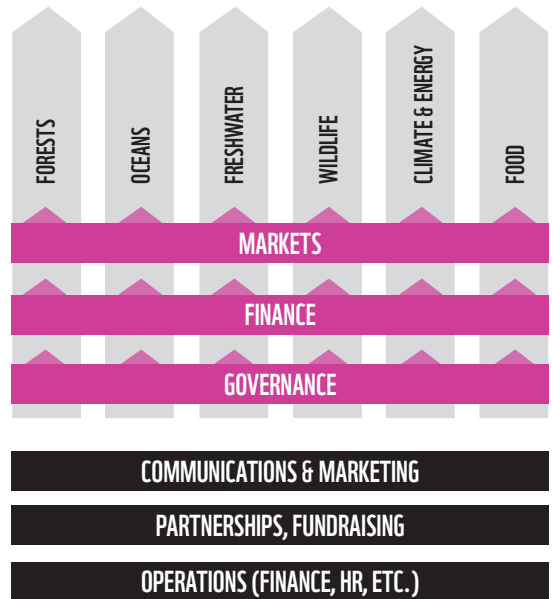 FORESTS
OCEANS
FRESHWATER
WILDLIFE
CLIMATE & ENERGY
FOOD
MARKETS
FINANCE
GOVERNANCE
COMMUNICATIONS & MARKETING
PARTNERSHIPS, FUNDRAISING
OPERATIONS (FINANCE, HR, ETC.)